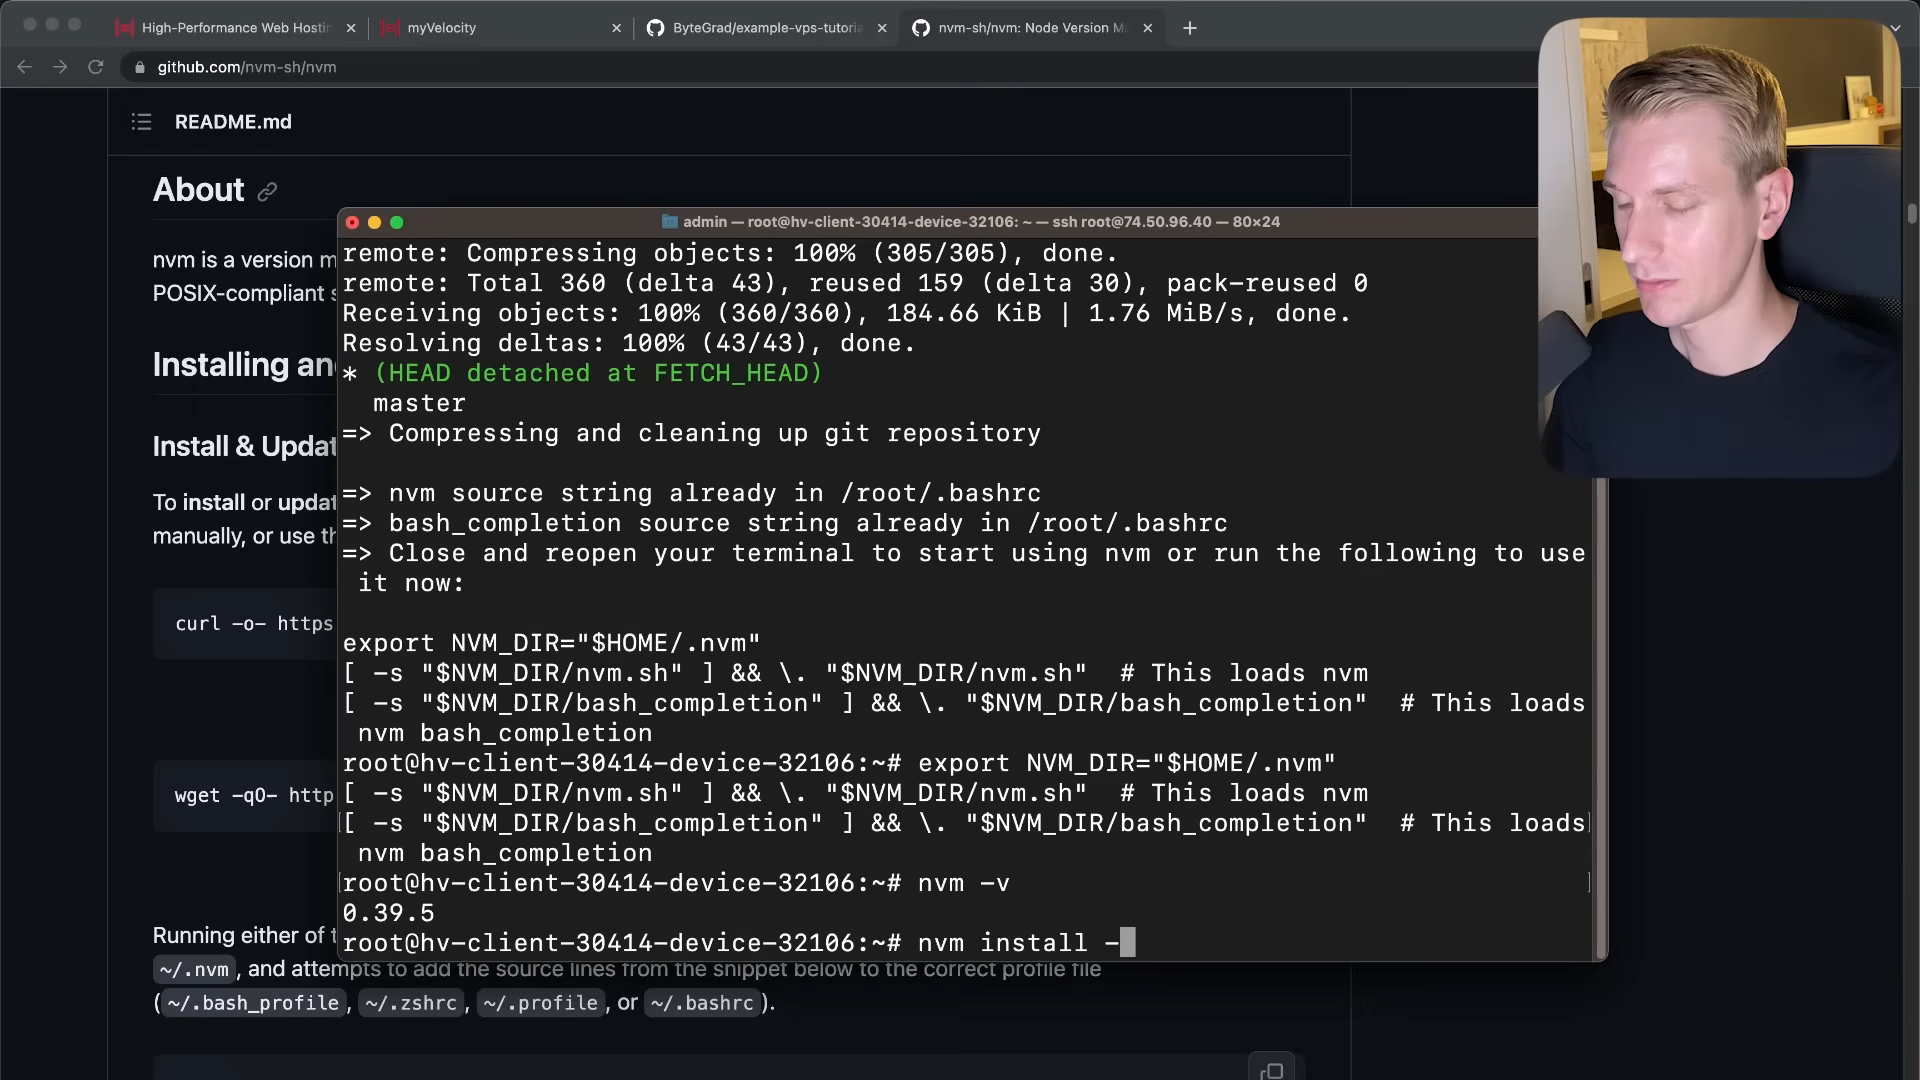 High-Performance Web Hostin
myVelocity
ByteGrad/example-vps-tutoria
nvm-sh/nvm: Node Version Ma
github.com/nvm-sh/nvm
README.md
About
nvm is a version m
POSIX-compliant s
Installing an
Install & Updat
To install or updat
manually, or use th
curl -o- https
wget -qO- http
Running either of t
~/.nvm, and attempts to add the source lines from the snippet below to the correct profile file
(~/.bash_profile, ~/.zshrc, ~/.profile, or ~/.bashrc).
admin — root@hv-client-30414-device-32106: ~ — ssh root@74.50.96.40 — 80×24
remote: Compressing objects: 100% (305/305), done.
remote: Total 360 (delta 43), reused 159 (delta 30), pack-reused 0
Receiving objects: 100% (360/360), 184.66 KiB | 1.76 MiB/s, done.
Resolving deltas: 100% (43/43), done.
* (HEAD detached at FETCH_HEAD)
master
=> Compressing and cleaning up git repository
=> nvm source string already in /root/.bashrc
=> bash_completion source string already in /root/.bashrc
=> Close and reopen your terminal to start using nvm or run the following to use
it now:
export NVM_DIR="$HOME/.nvm"
[ -s "$NVM_DIR/nvm.sh" ] && \. "$NVM_DIR/nvm.sh"  # This loads nvm
[ -s "$NVM_DIR/bash_completion" ] && \. "$NVM_DIR/bash_completion"  # This loads
nvm bash_completion
root@hv-client-30414-device-32106:~# export NVM_DIR="$HOME/.nvm"
[ -s "$NVM_DIR/nvm.sh" ] && \. "$NVM_DIR/nvm.sh"  # This loads nvm
[[ -s "$NVM_DIR/bash_completion" ] && \. "$NVM_DIR/bash_completion"  # This loads]
nvm bash_completion
[root@hv-client-30414-device-32106:~# nvm -v ]
0.39.5
root@hv-client-30414-device-32106:~# nvm install -